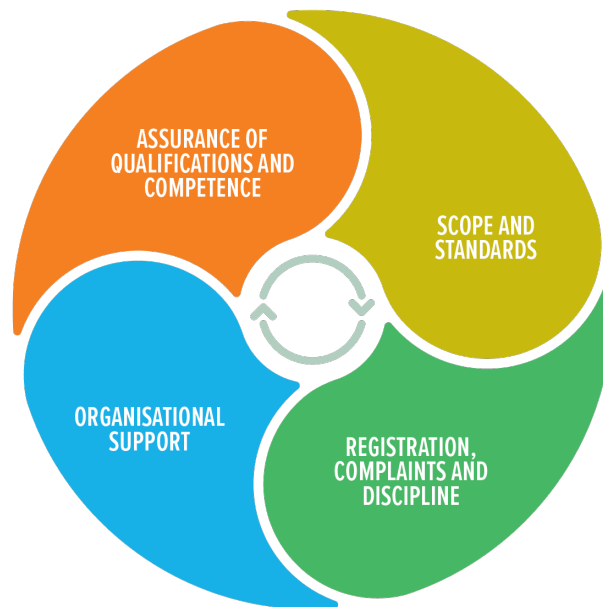 ASSURANCE OF
QUALIFICATIONS AND
COMPETENCE
SCOPE AND
STANDARDS
ORGANISATIONAL
SUPPORT
REGISTRATION,
COMPLAINTS AND
DISCIPLINE